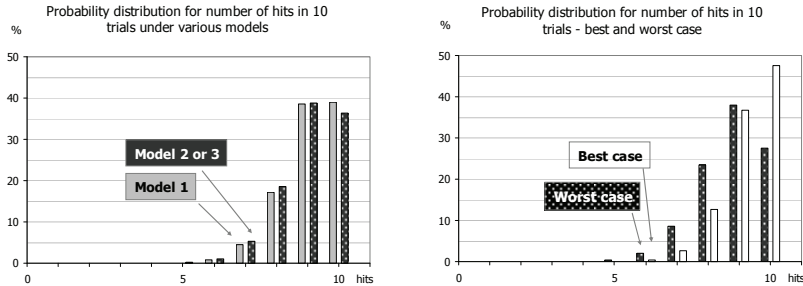 Probability distribution for number of hits in 10
trials under various models
%
50
40
30
20
10
0
Model 2 or 3
Model 1
0 5 10 hits
Probability distribution for number of hits in 10
trials - best and worst case
%
50
40
30
20
10
0
Best case
Worst case
0 5 10 hits